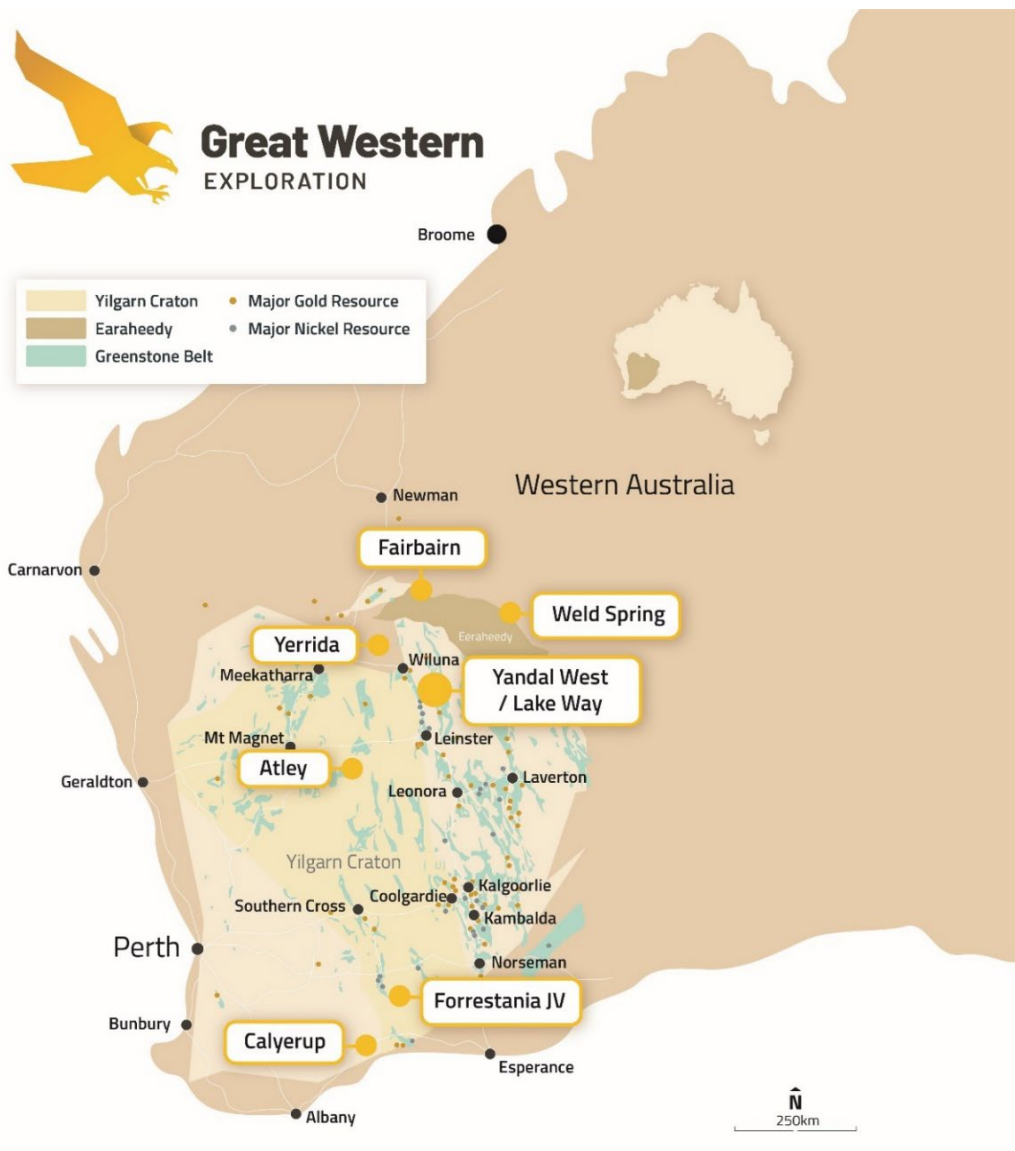 Great Western
EXPLORATION
Broome
Yilgarn Craton
Major Gold Resource
Earaheedy
Major Nickel Resource
Greenstone Belt
Western Australia
Newman
Fairbairn
Carnarvon
Weld Spring
Eeraheedy
Yerrida
Wiluna
Meekatharra
Yandal West
/ Lake Way
Mt Magnet
Leinster
Atley
Geraldton
Laverton
Leonora
Yilgarn Craton
Kalgoorlie
Coolgardie
Southern Cross
Kambalda
Perth
Norseman
Forrestania JV
Bunbury
Calyerup
Esperance
Albany
N
250km